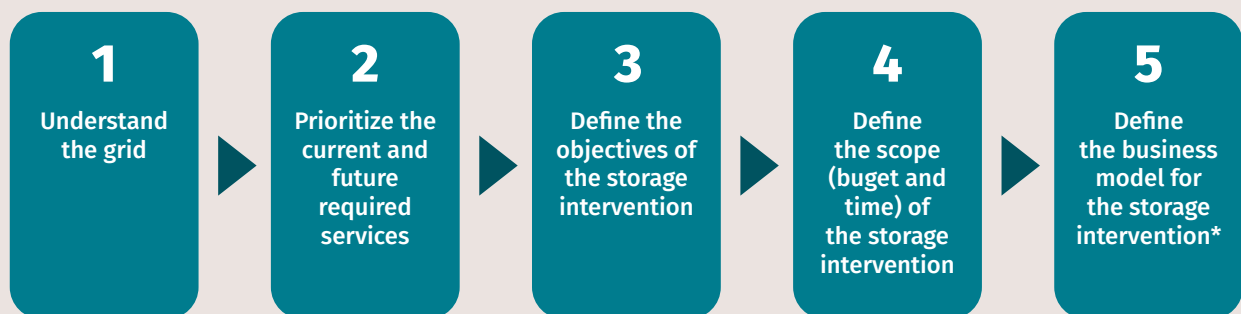 1
Understand
the grid
2
Prioritize the
current and
future
required
services
3
Define the
objectives of
the storage
intervention
4
Define
the scope
(buget and
time) of
the storage
intervention
5
Define
the business
model for
the storage
intervention*